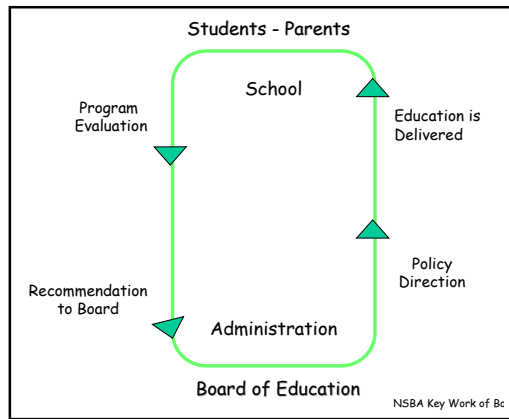 Students - Parents
School
Program
Evaluation
Education is
Delivered
Policy
Direction
Recommendation
to Board
Administration
Board of Education
NSBA Key Work of